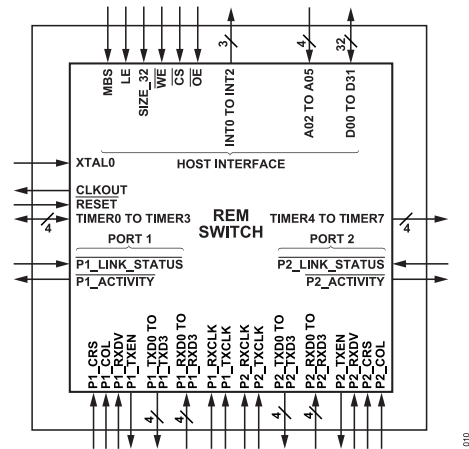 3
4
32
MBS
LE
SIZE_32
WE
CS
OE
INT0 TO INT2
A02 TO A05
D00 TO D31
HOST INTERFACE
XTAL0
CLKOUT
RESET
TIMER0 TO TIMER3
4
REM
SWITCH
TIMER4 TO TIMER7
4
PORT 1
PORT 2
P1_LINK_STATUS
P1_ACTIVITY
P2_LINK_STATUS
P2_ACTIVITY
P1_CRS
P1_COL
P1_RXDV
P1_TXEN
P1_TXD0 TO
P1_TXD3
P1_RXD0 TO
P1_RXD3
P1_RXCLK
P1_TXCLK
P2_RXCLK
P2_TXCLK
P2_TXD0 TO
P2_TXD3
P2_RXD0 TO
P2_RXD3
P2_TXEN
P2_RXDV
P2_CRS
P2_COL
4
4
4
4
010